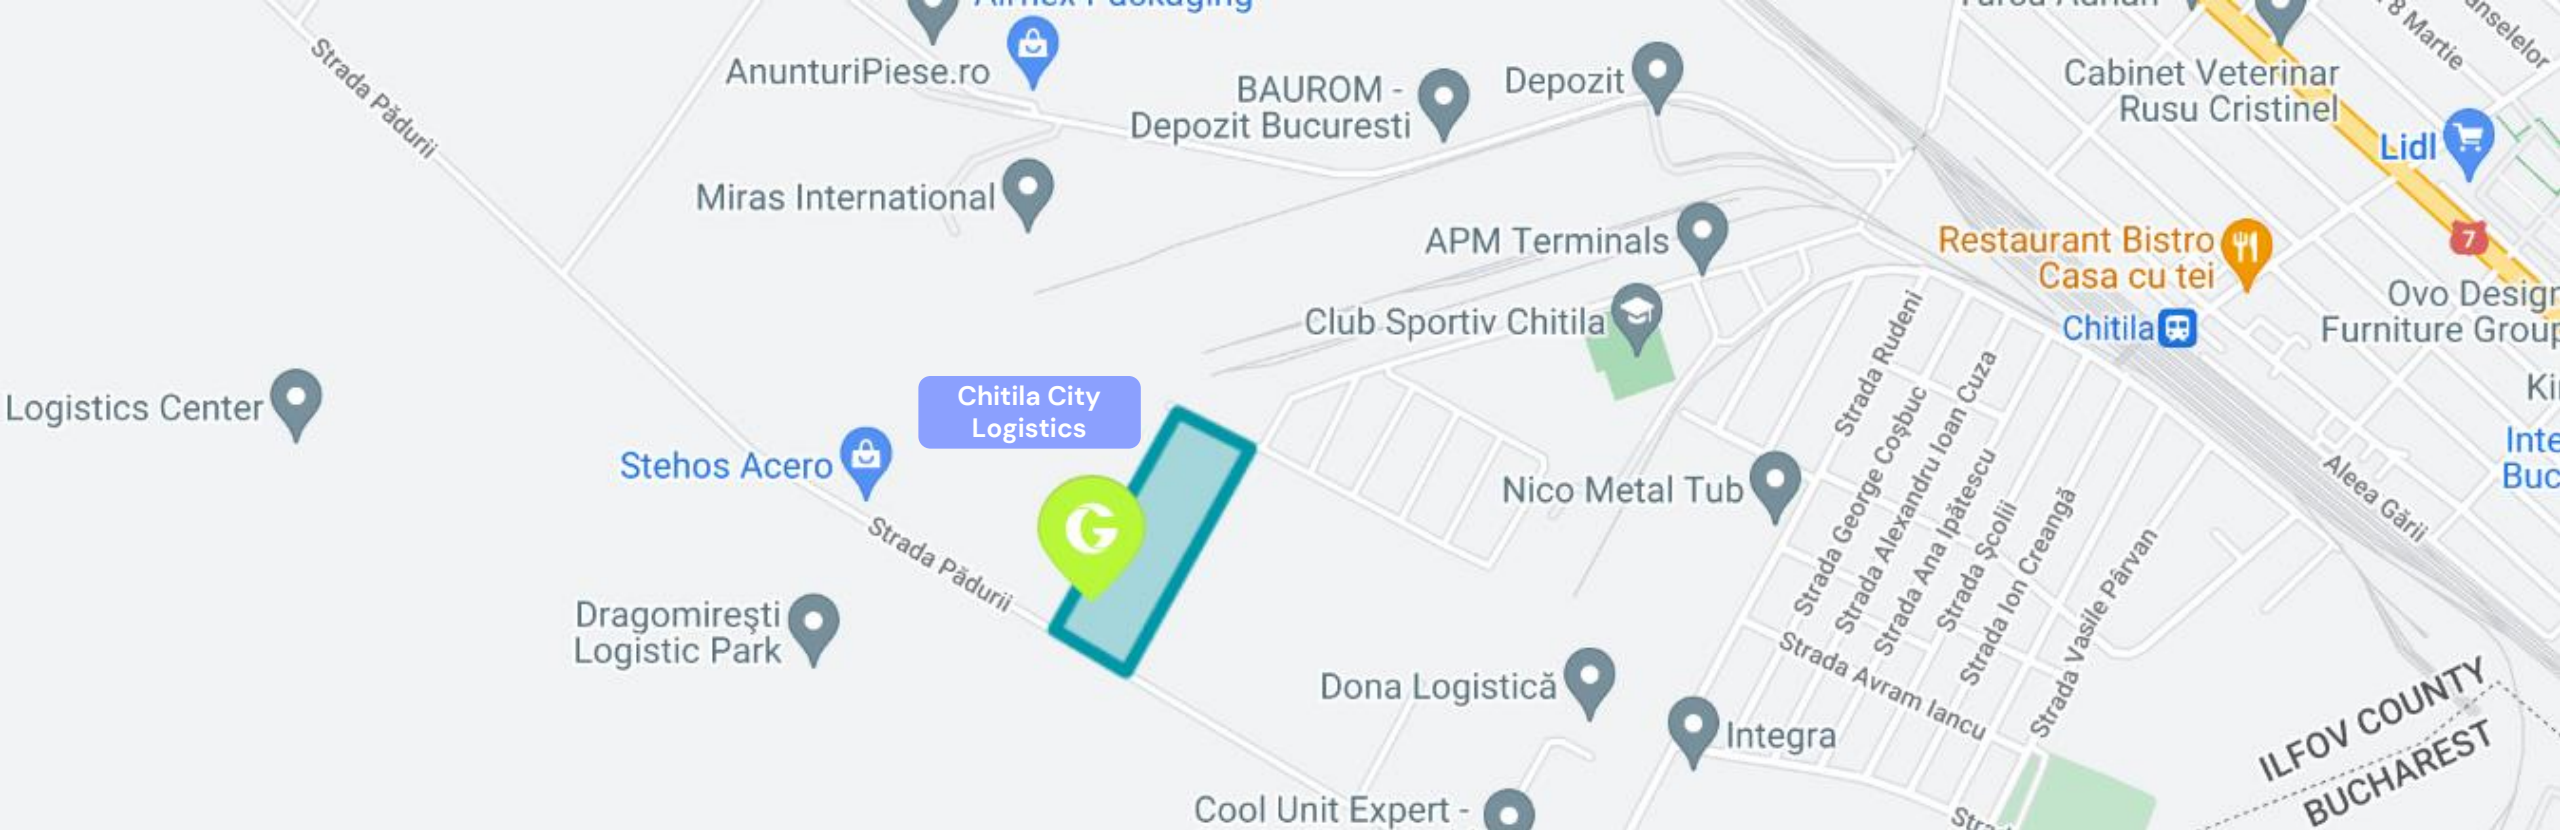 Airnex Packaging
Strada Pădurii
AnunturiPiese.ro
BAUROM -
Depozit Bucuresti
Depozit
8 Martie
Cabinet Veterinar
Rusu Cristinel
Lidl
Miras International
APM Terminals
Restaurant Bistro
Casa cu tei
7
Club Sportiv Chitila
Strada Rudeni
Chitila
Ovo Design
Furniture Group
Logistics Center
Chitila City
Logistics
Stehos Acero
Strada George Coşbuc
Strada Alexandru Ioan Cuza
Nico Metal Tub
Strada Ana Ipătescu
Strada Şcolii
Strada Ion Creangă
Strada Vasile Pârvan
Aleea Gării
Strada Pădurii
G
Dragomireşti
Logistic Park
Dona Logistică
Strada Avram Iancu
Integra
ILFOV COUNTY
BUCHAREST
Cool Unit Expert -